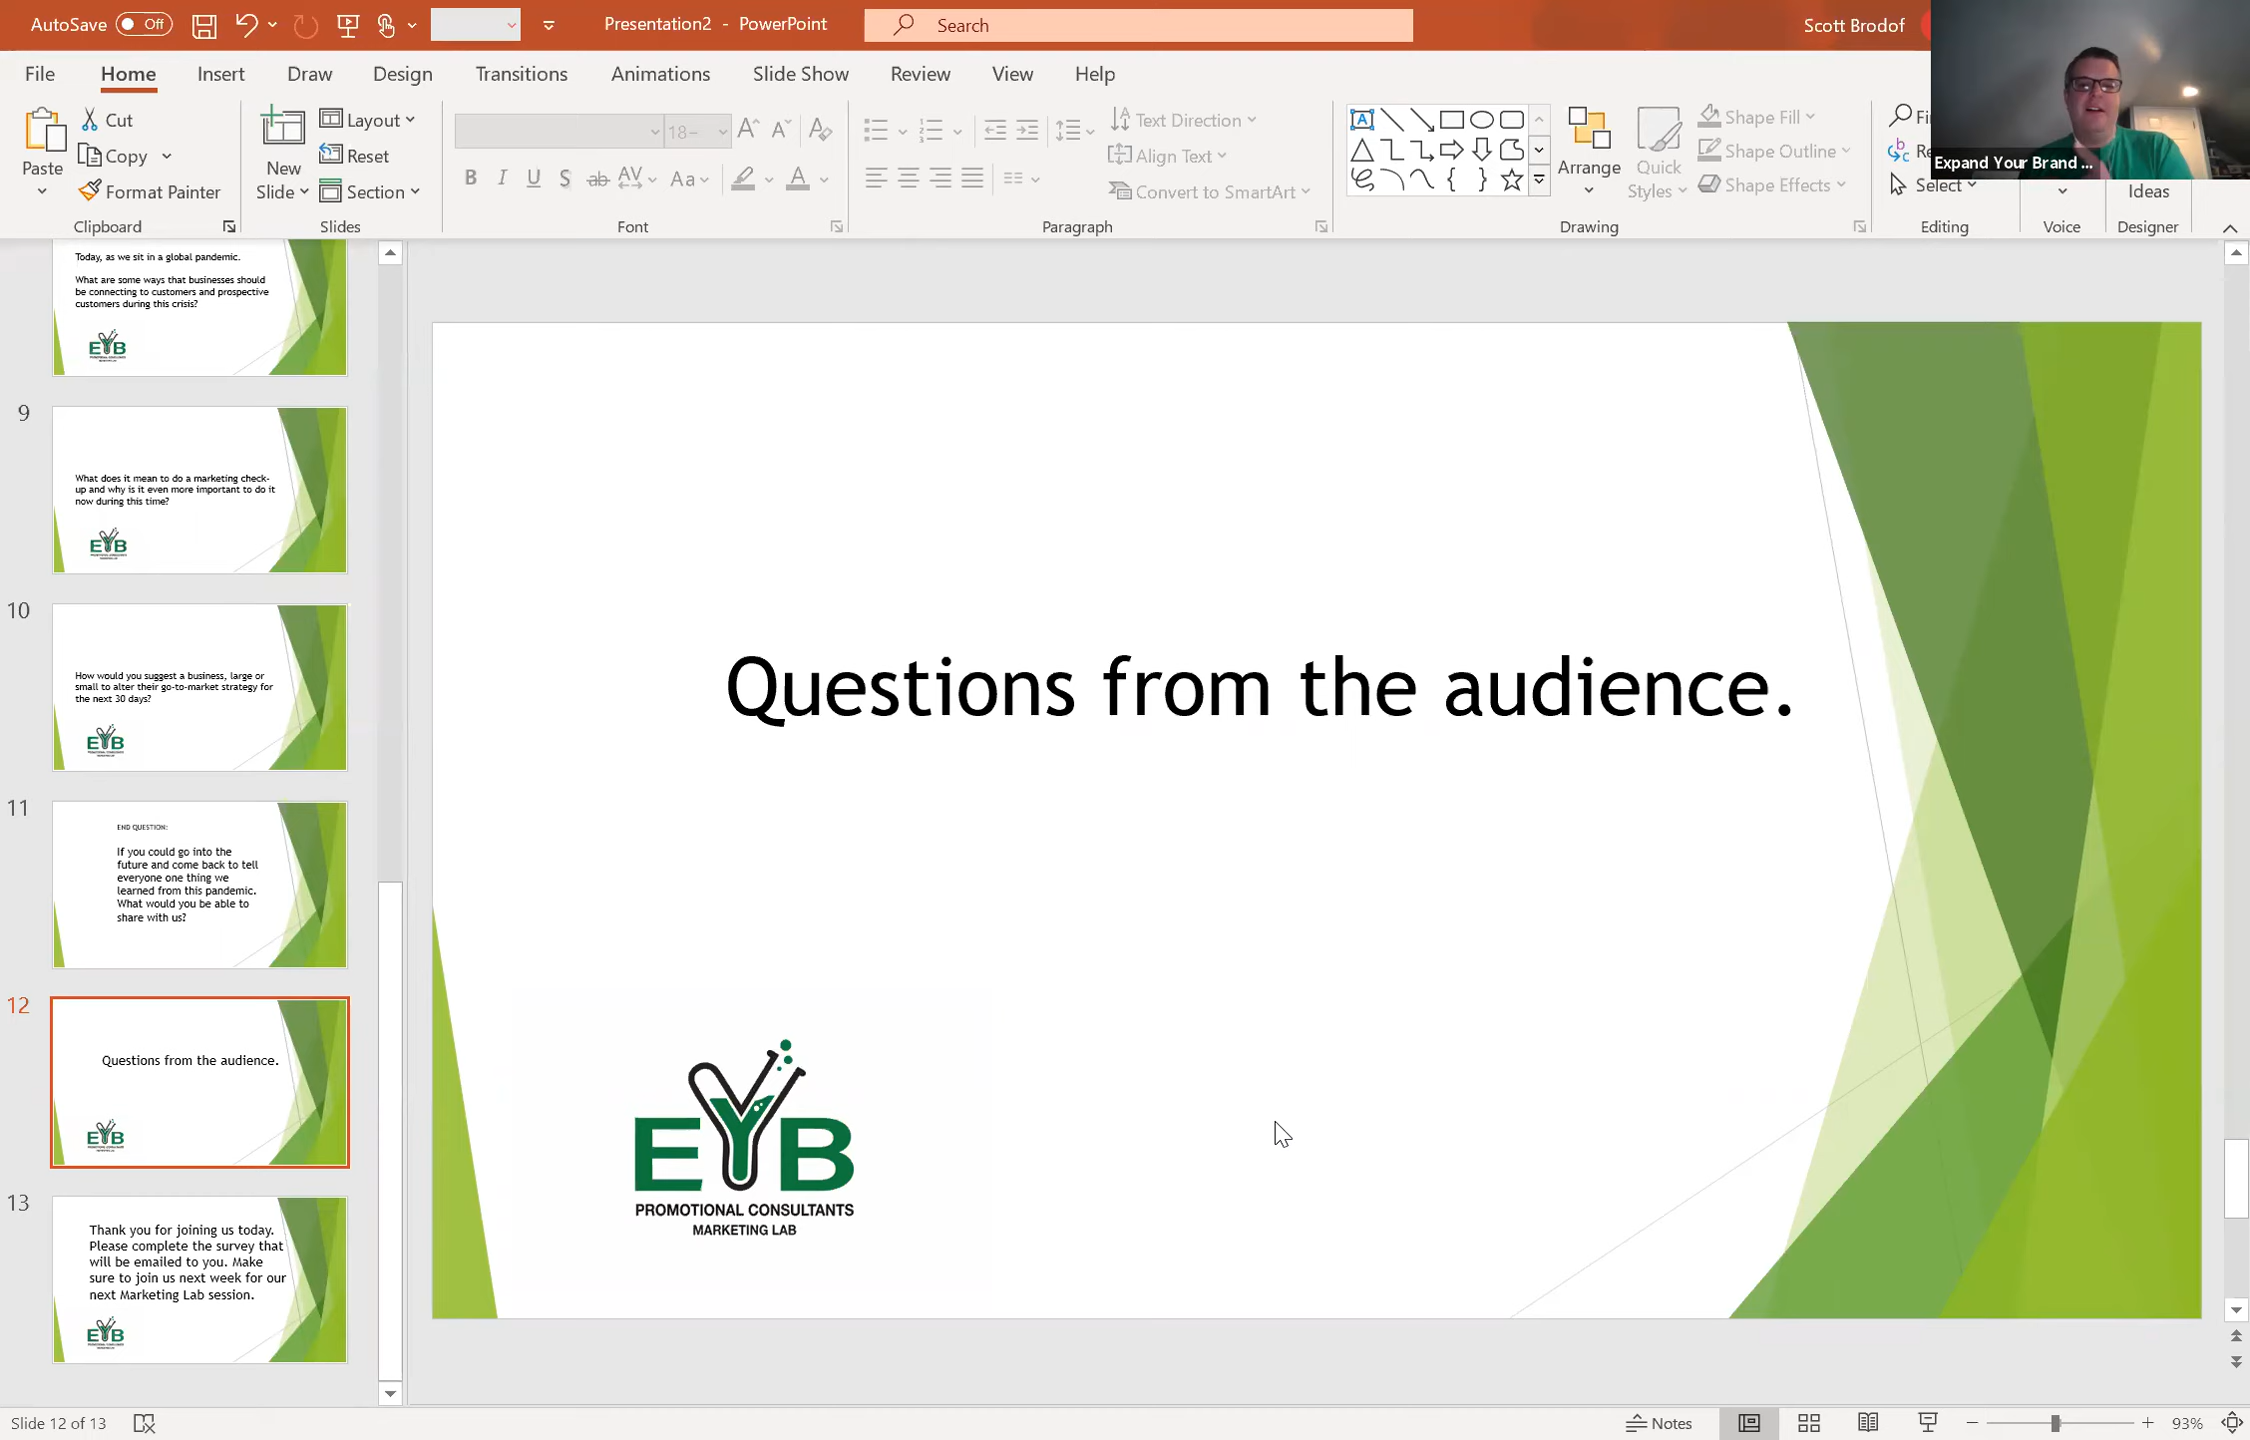 AutoSave Off
Presentation2 - PowerPoint
Search
Scott Brodof
File Home Insert Draw Design Transitions Animations Slide Show Review View Help
Paste
Cut
Copy
Format Painter
Clipboard
New
Slide
Layout
Reset
Section
Slides
18
B I U S ab AV Aa A
Font
Text Direction
Align Text
Convert to SmartArt
Paragraph
Arrange
Quick
Styles
Shape Fill
Shape Outline
Shape Effects
Drawing
Select
Editing
Voice
Ideas
Designer
Expand Your Brand ...
Today, as we sit in a global pandemic.
What are some ways that businesses should
be connecting to customers and prospective
customers during this crisis?
EYB
9
What does it mean to do a marketing check-
up and why is it even more important to do it
now during this time?
EYB
10
How would you suggest a business, large or
small to alter their go-to-market strategy for
the next 30 days?
EYB
11
END QUESTION:
If you could go into the
future and come back to tell
everyone one thing we
learned from this pandemic.
What would you be able to
share with us?
12
Questions from the audience.
EYB
13
Thank you for joining us today.
Please complete the survey that
will be emailed to you. Make
sure to join us next week for our
next Marketing Lab session.
EYB
Questions from the audience.
EYB
PROMOTIONAL CONSULTANTS
MARKETING LAB
Slide 12 of 13
Notes
93%